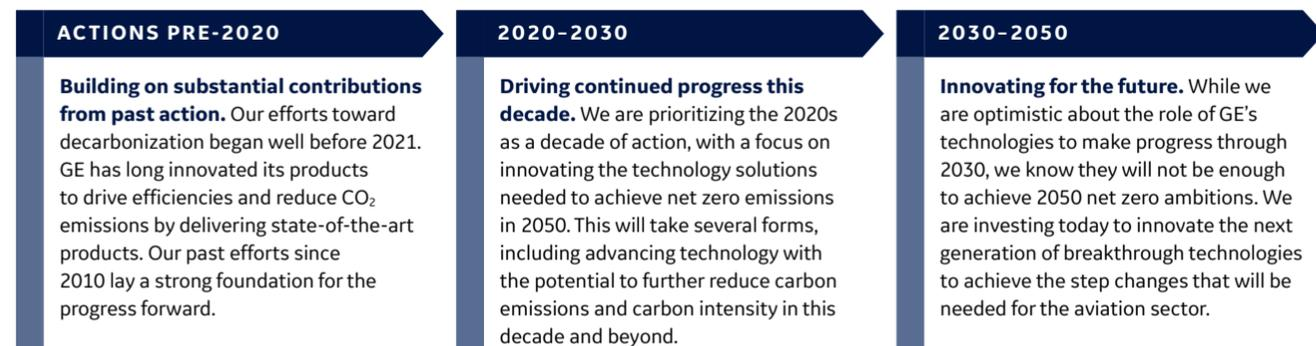 ACTIONS PRE-2020
Building on substantial contributions
from past action. Our efforts toward
decarbonization began well before 2021.
GE has long innovated its products
to drive efficiencies and reduce CO₂
emissions by delivering state-of-the-art
products. Our past efforts since
2010 lay a strong foundation for the
progress forward.
2020–2030
Driving continued progress this
decade. We are prioritizing the 2020s
as a decade of action, with a focus on
innovating the technology solutions
needed to achieve net zero emissions
in 2050. This will take several forms,
including advancing technology with
the potential to further reduce carbon
emissions and carbon intensity in this
decade and beyond.
2030–2050
Innovating for the future. While we
are optimistic about the role of GE’s
technologies to make progress through
2030, we know they will not be enough
to achieve 2050 net zero ambitions. We
are investing today to innovate the next
generation of breakthrough technologies
to achieve the step changes that will be
needed for the aviation sector.